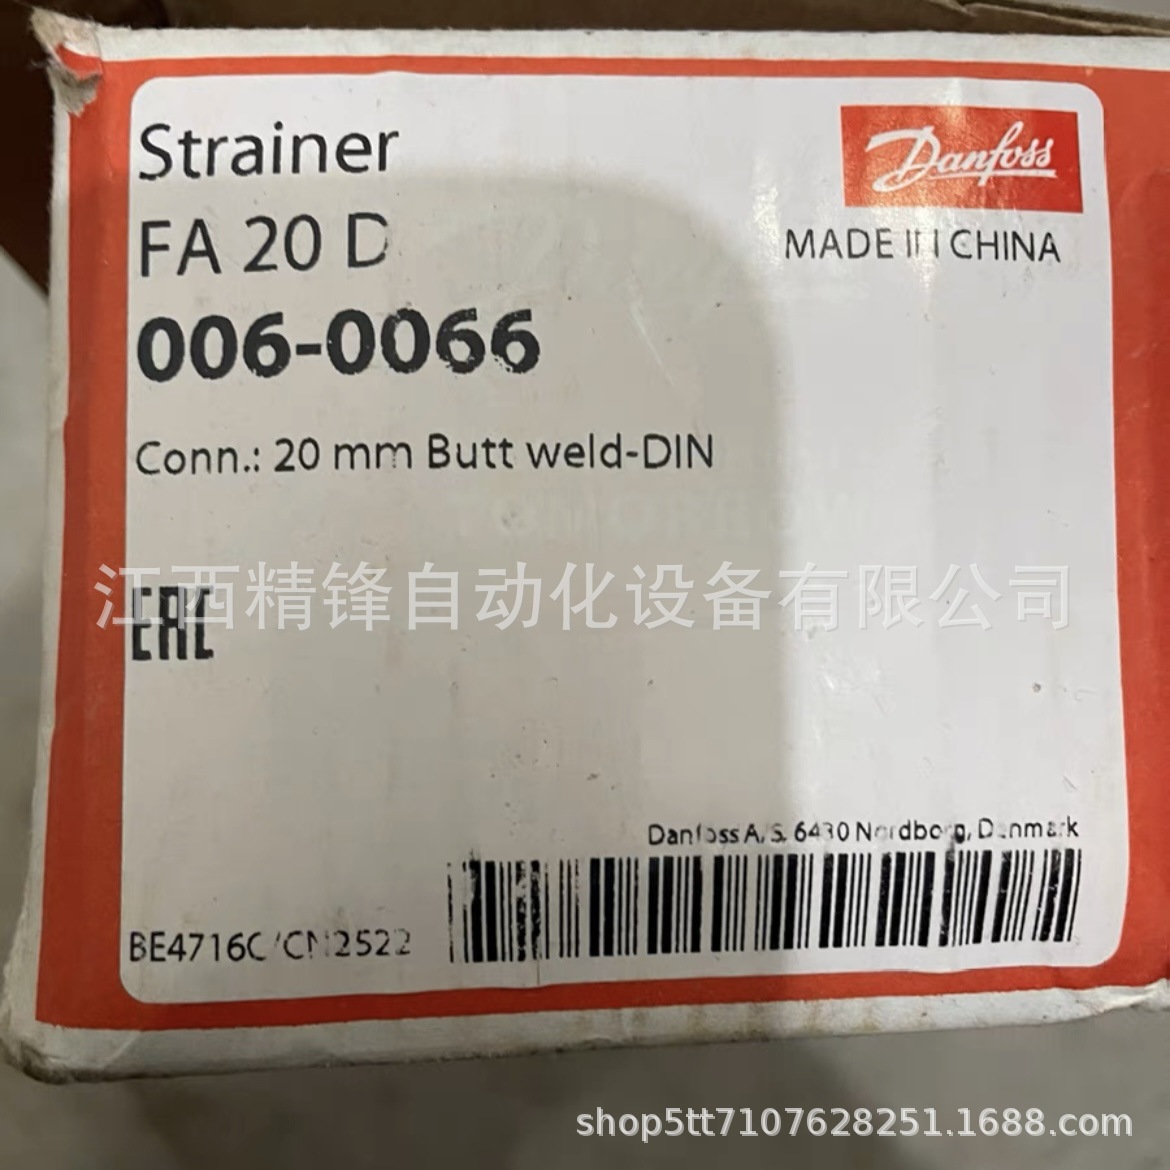 Strainer
Danfoss
FA 20 D
MADE IN CHINA
006-0066
Conn.: 20 mm Butt weld-DIN
江西精锋自动化设备有限公司
EAC
Danfoss A/S, 6430 Nordborg, Denmark
BE4716C/CN2522
shop5tt7107628251.1688.com